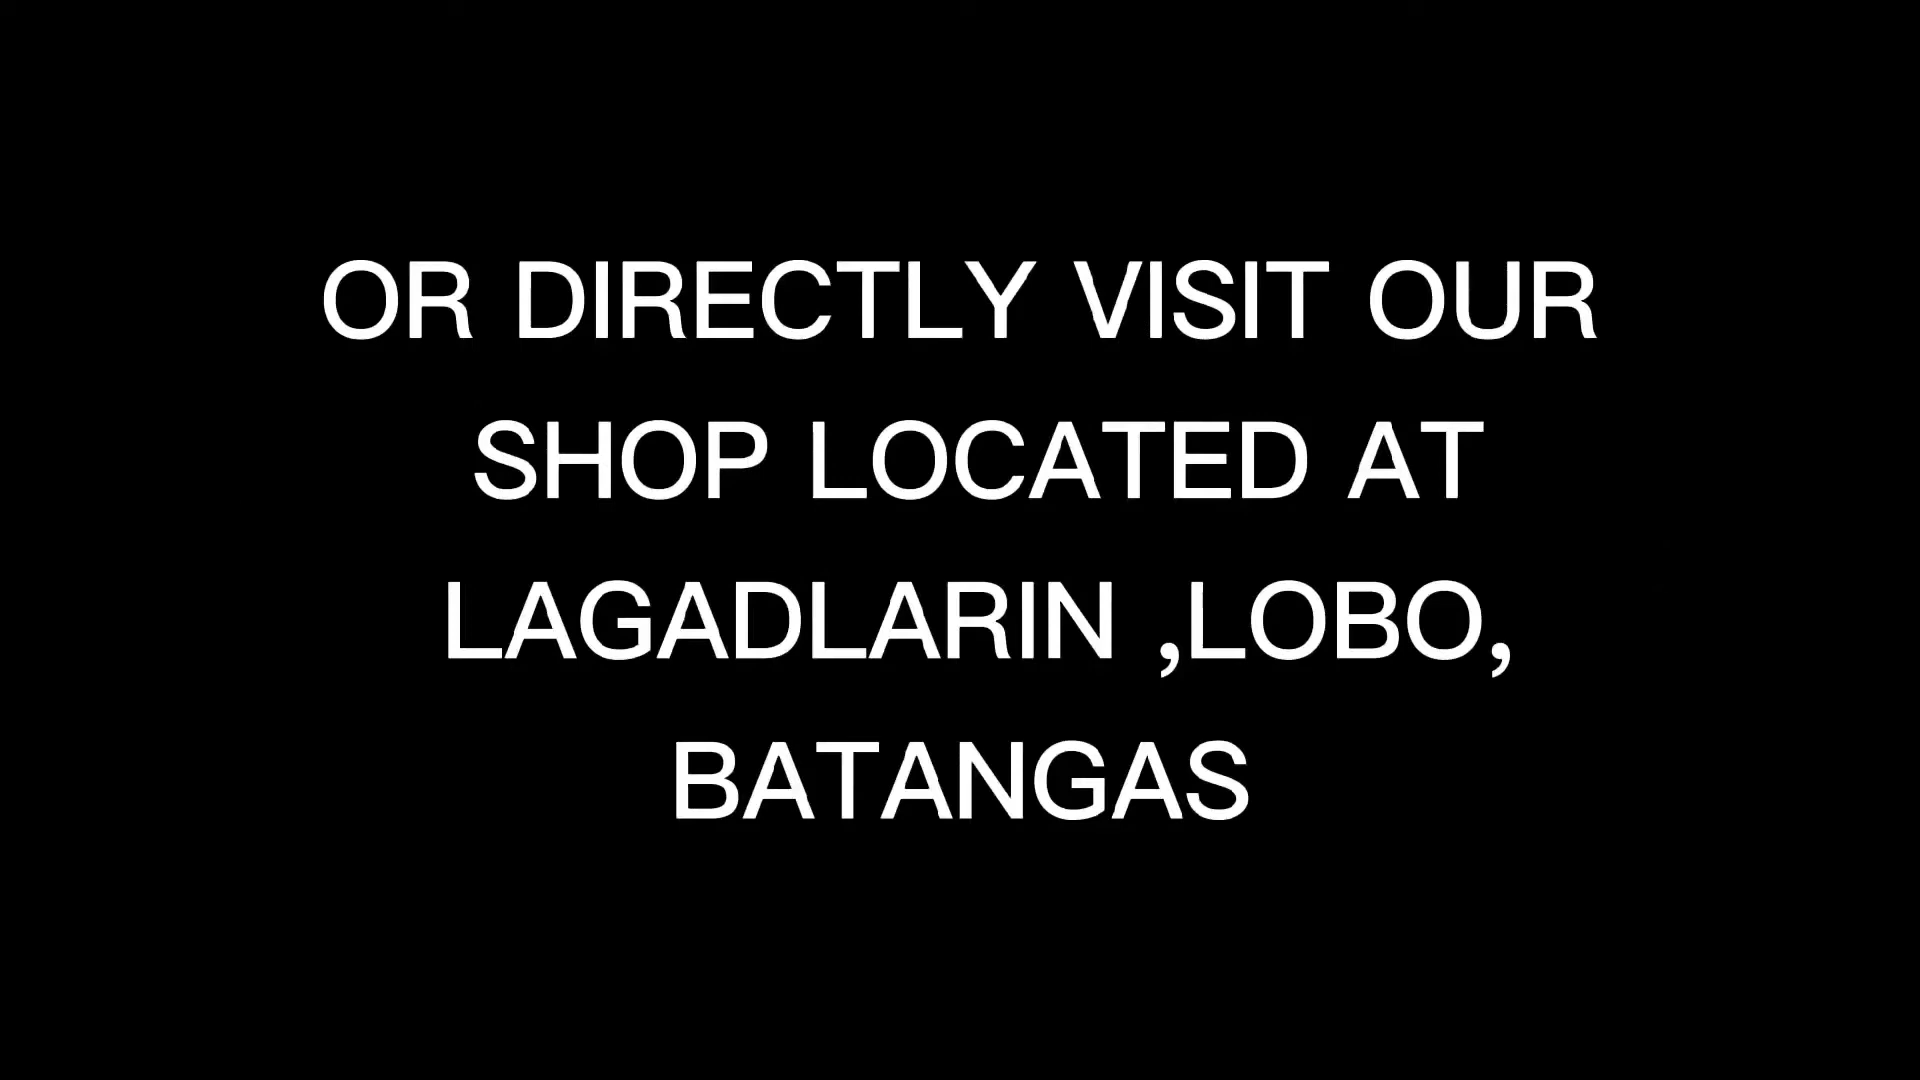 OR DIRECTLY VISIT OUR
SHOP LOCATED AT
LAGADLARIN ,LOBO,
BATANGAS